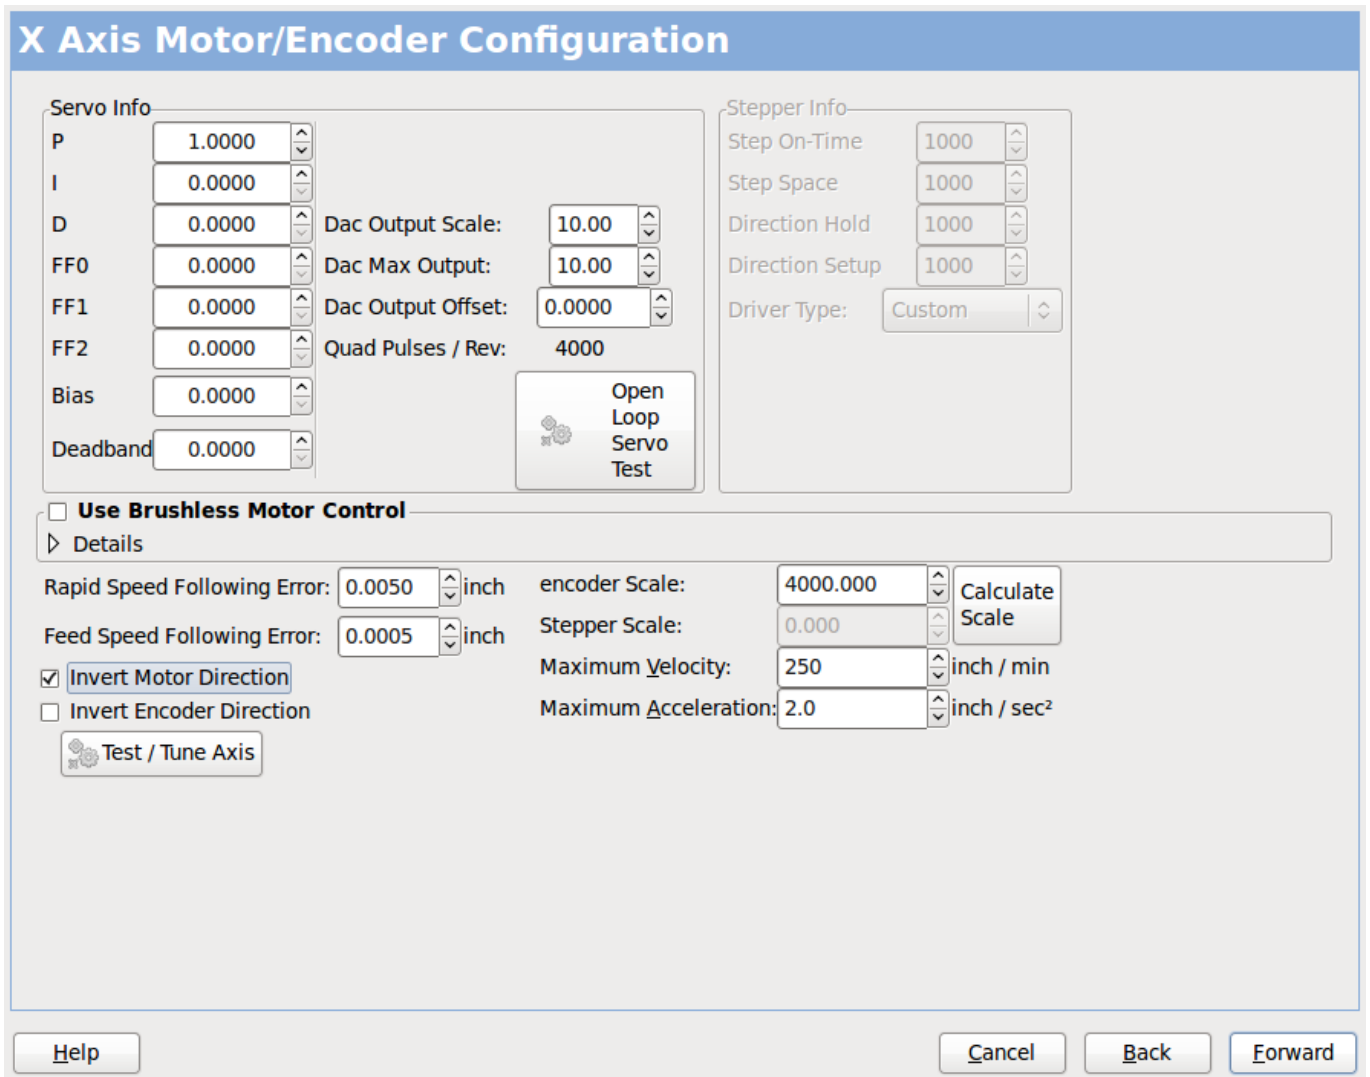 X Axis Motor/Encoder Configuration
Servo Info
P 1.0000
I 0.0000
D 0.0000
FF0 0.0000
FF1 0.0000
FF2 0.0000
Bias 0.0000
Deadband 0.0000
Dac Output Scale: 10.00
Dac Max Output: 10.00
Dac Output Offset: 0.0000
Quad Pulses / Rev: 4000
Open
Loop
Servo
Test
Stepper Info
Step On-Time 1000
Step Space 1000
Direction Hold 1000
Direction Setup 1000
Driver Type: Custom
Use Brushless Motor Control
Details
Rapid Speed Following Error: 0.0050 inch
Feed Speed Following Error: 0.0005 inch
Invert Motor Direction
Invert Encoder Direction
Test / Tune Axis
encoder Scale: 4000.000
Stepper Scale: 0.000
Calculate
Scale
Maximum Velocity: 250 inch / min
Maximum Acceleration: 2.0 inch / sec²
Help
Cancel
Back
Forward